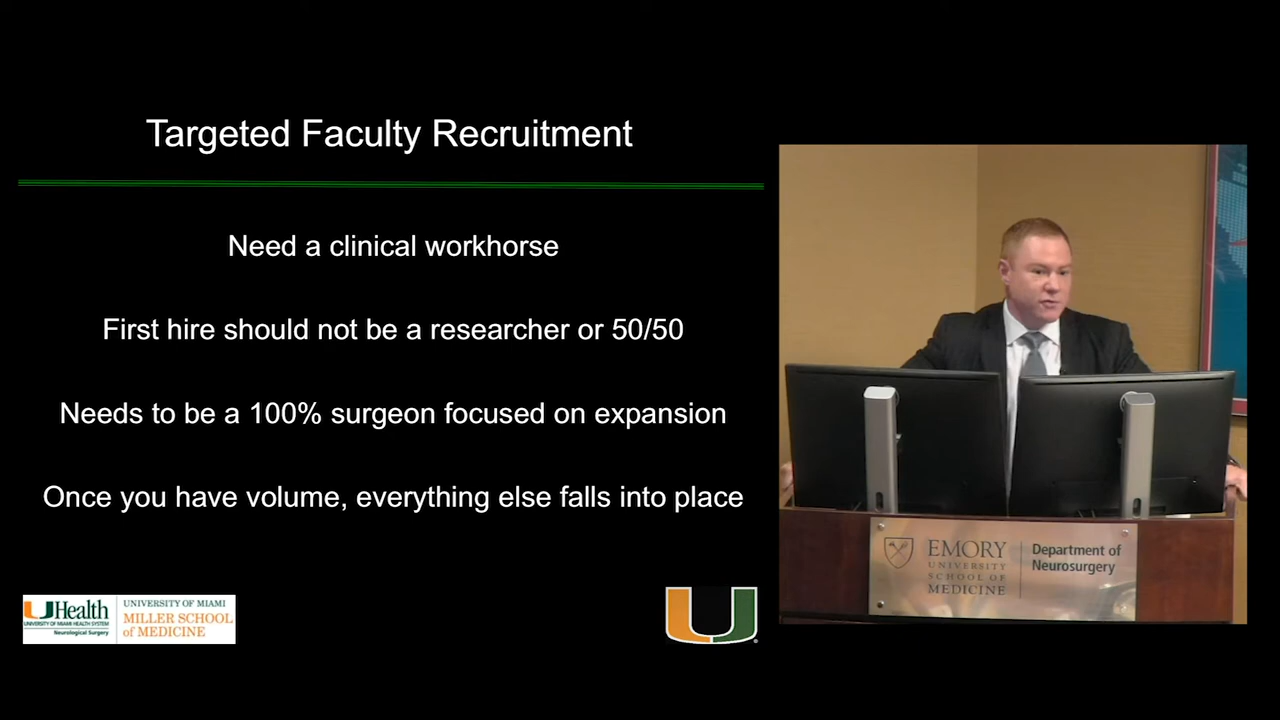 Targeted Faculty Recruitment
Need a clinical workhorse
First hire should not be a researcher or 50/50
Needs to be a 100% surgeon focused on expansion
Once you have volume, everything else falls into place
UHealth
UNIVERSITY OF MIAMI HEALTH SYSTEM
Neurological Surgery
UNIVERSITY OF MIAMI
MILLER SCHOOL
of MEDICINE
U
EMORY
UNIVERSITY
SCHOOL OF
MEDICINE
Department of
Neurosurgery